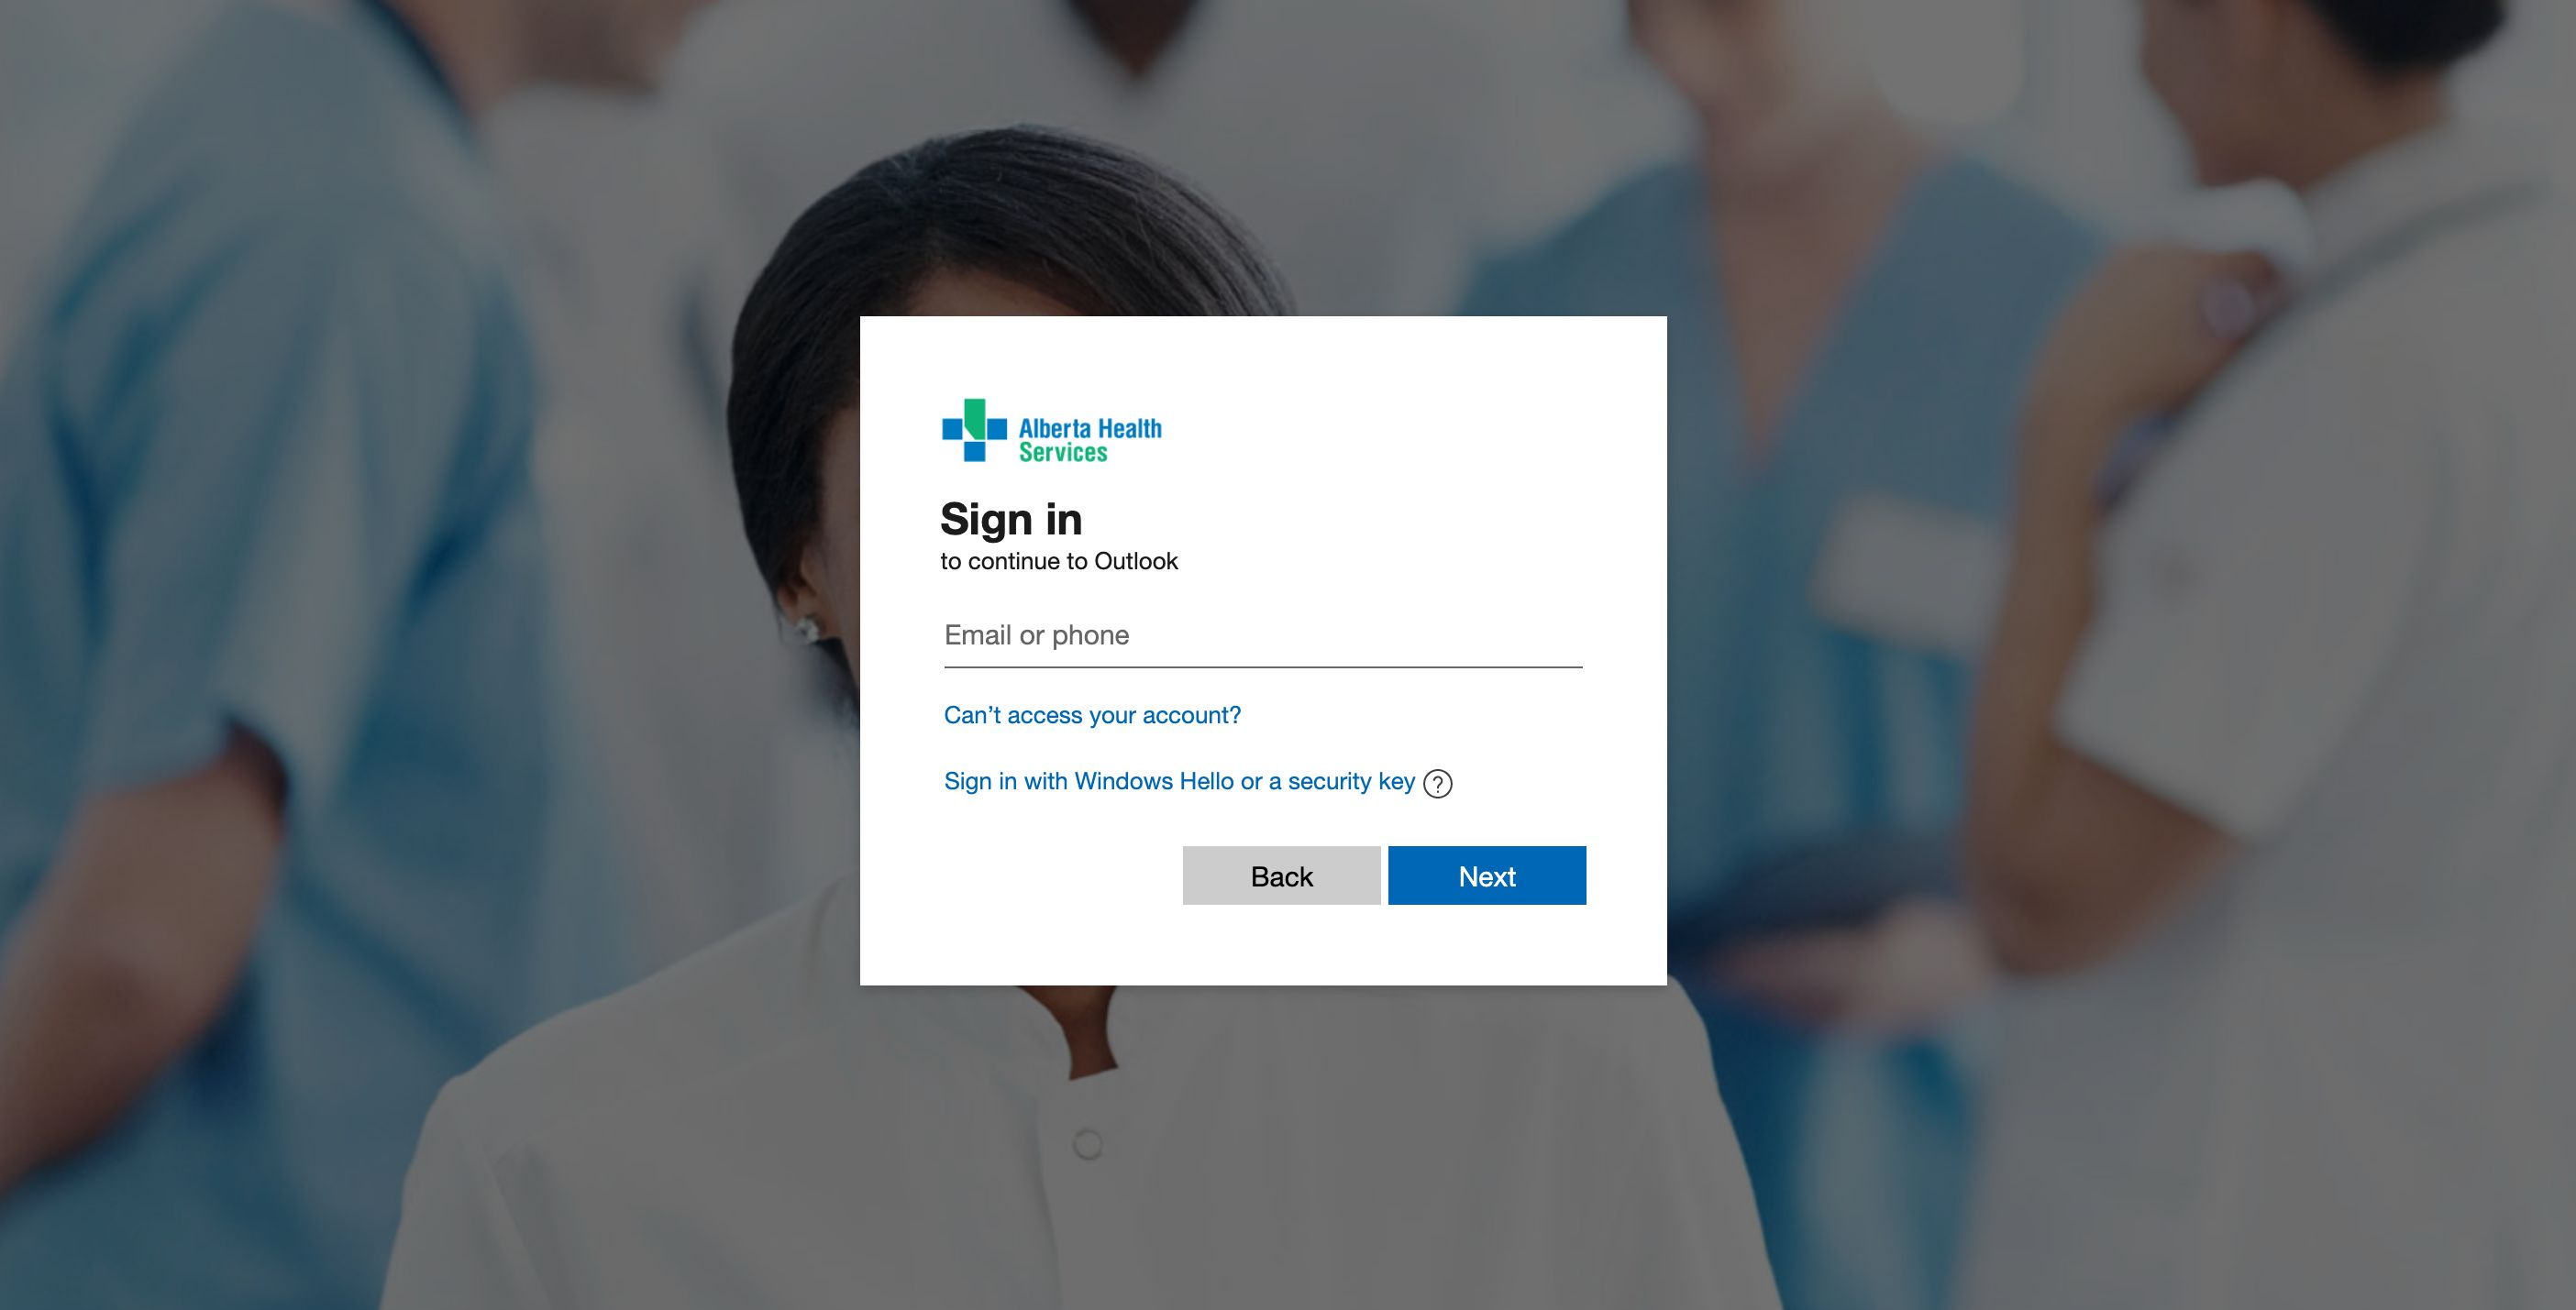 Alberta Health
Services
Sign in
to continue to Outlook
Email or phone
Can’t access your account?
Sign in with Windows Hello or a security key ?
Back
Next